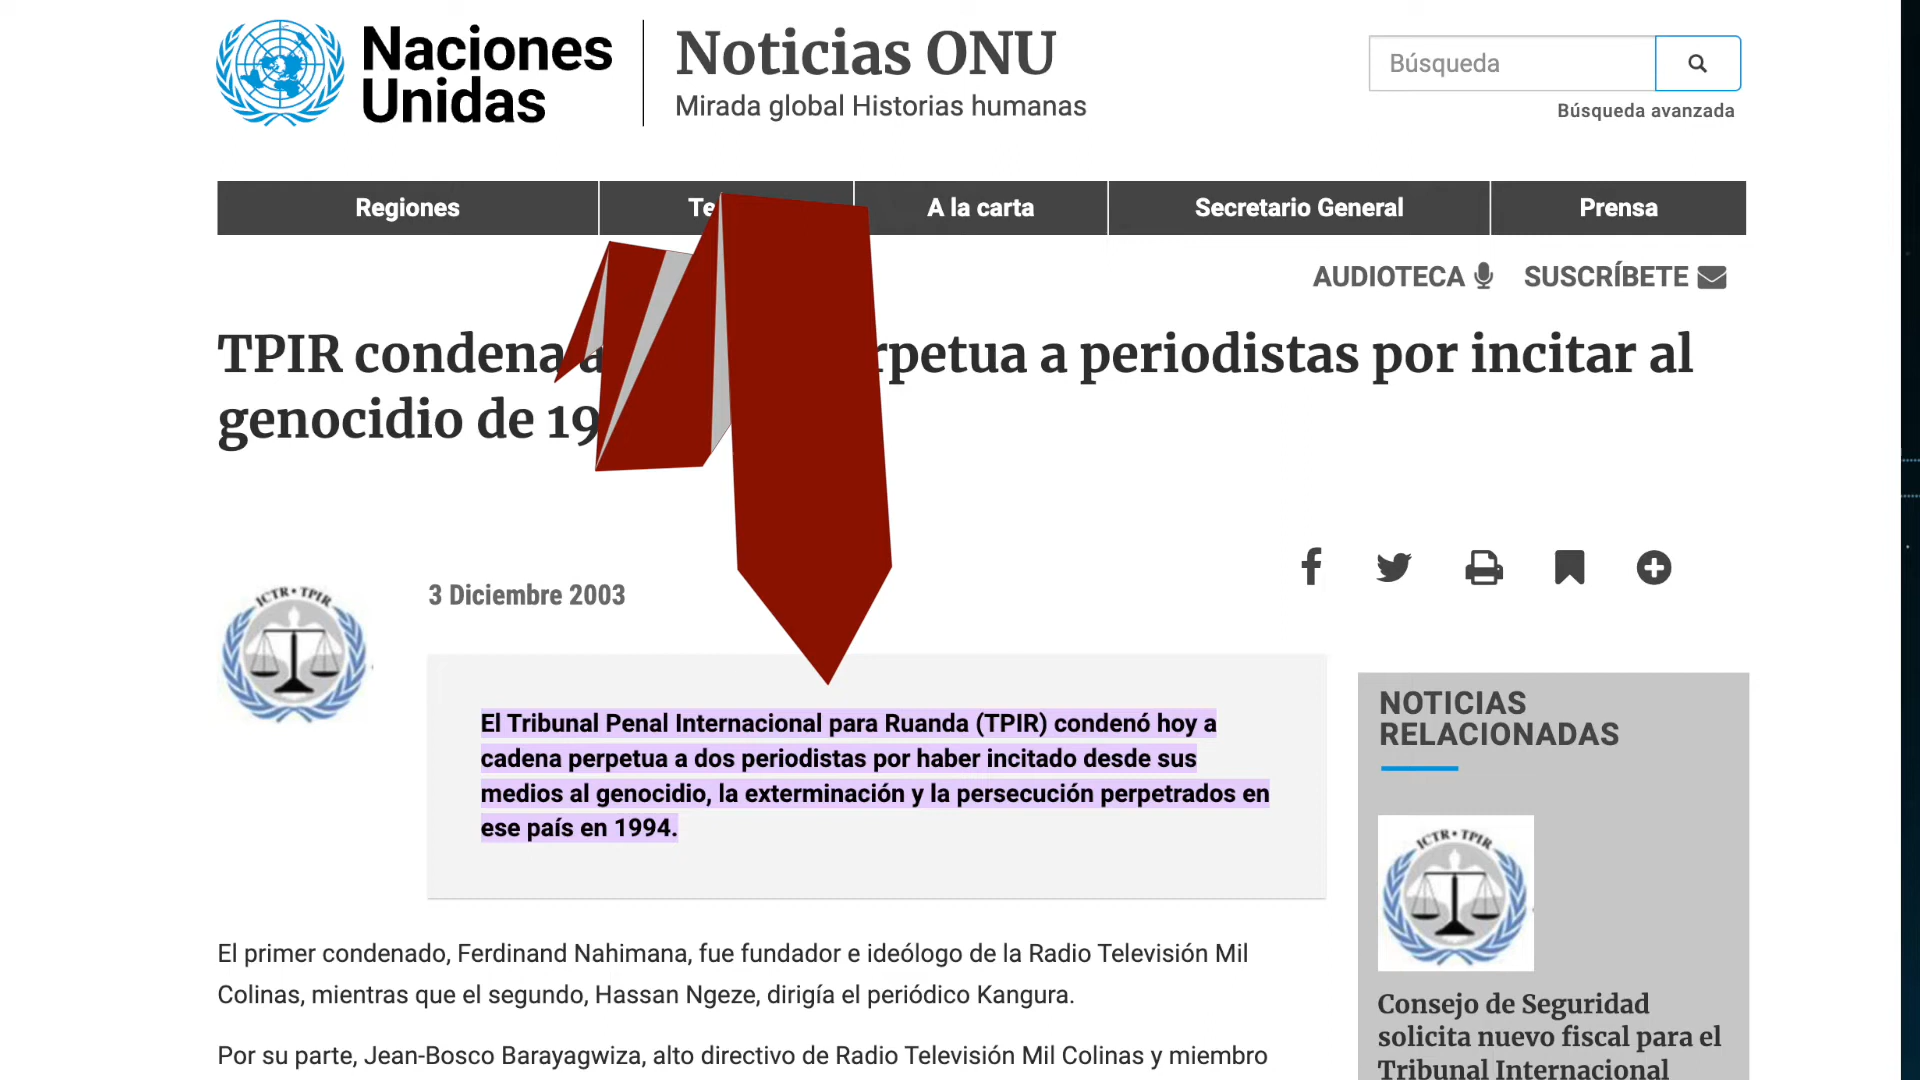 Naciones
Unidas
Noticias ONU
Mirada global Historias humanas
Búsqueda
Búsqueda avanzada
Regiones
A la carta
Secretario General
Prensa
AUDIOTECA
SUSCRÍBETE
TPIR condena a periodistas por incitar al
genocidio de
3 Diciembre 2003
ICTR • TPIR
El Tribunal Penal Internacional para Ruanda (TPIR) condenó hoy a
cadena perpetua a dos periodistas por haber incitado desde sus
medios al genocidio, la exterminación y la persecución perpetrados en
ese país en 1994.
NOTICIAS
RELACIONADAS
ICTR • TPIR
El primer condenado, Ferdinand Nahimana, fue fundador e ideólogo de la Radio Televisión Mil
Colinas, mientras que el segundo, Hassan Ngeze, dirigía el periódico Kangura.
Por su parte, Jean-Bosco Barayagwiza, alto directivo de Radio Televisión Mil Colinas y miembro
Consejo de Seguridad
solicita nuevo fiscal para el
Tribunal Internacional